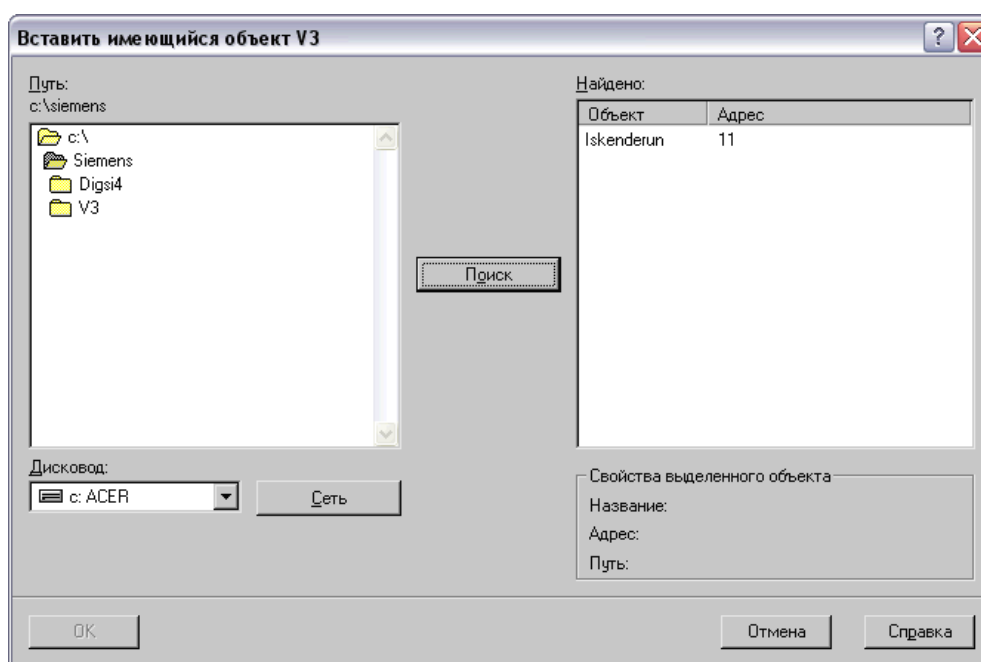 Вставить имеющийся объект V3
Путь:
c:\siemens
c:\
Siemens
Digsi4
V3
Дисковод:
c: ACER
Сеть
Поиск
Найдено:
Объект Адрес
Iskenderun 11
Свойства выделенного объекта
Название:
Адрес:
Путь:
OK
Отмена
Справка